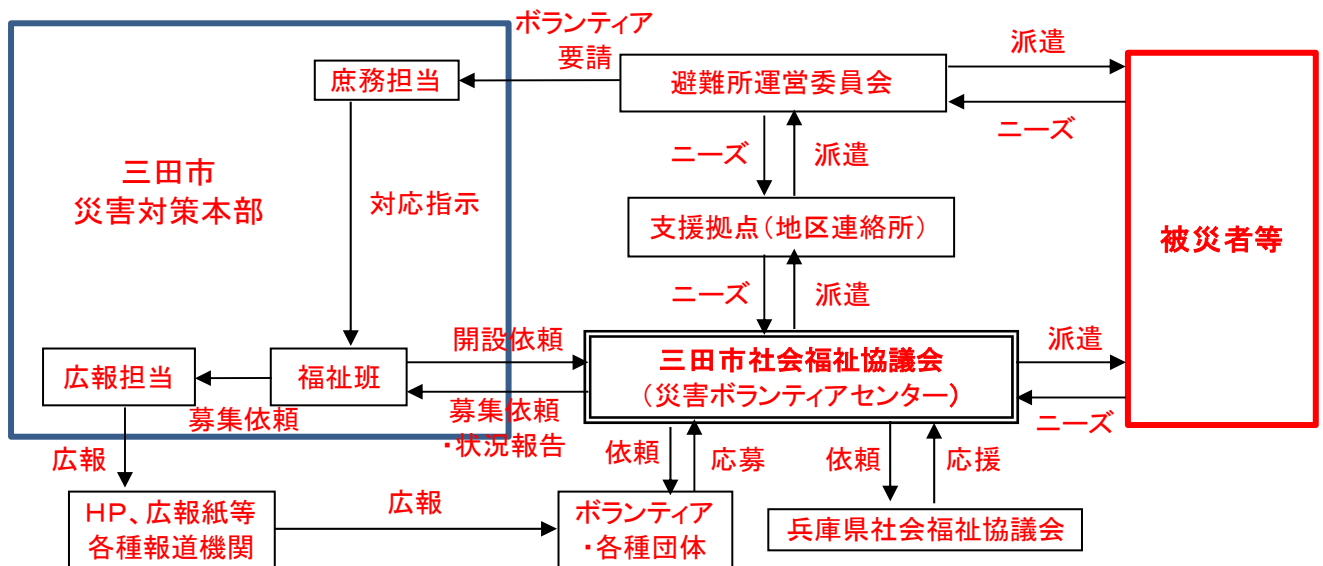 ボランティア
要請
派遣
庶務担当
避難所運営委員会
ニーズ
ニーズ
派遣
三田市
災害対策本部
対応指示
支援拠点（地区連絡所）
被災者等
ニーズ
派遣
開設依頼
三田市社会福祉協議会
（災害ボランティアセンター）
派遣
広報担当
福祉班
募集依頼
募集依頼
・状況報告
ニーズ
広報
依頼
応募
依頼
応援
ＨＰ、広報紙等
各種報道機関
広報
ボランティア
・各種団体
兵庫県社会福祉協議会